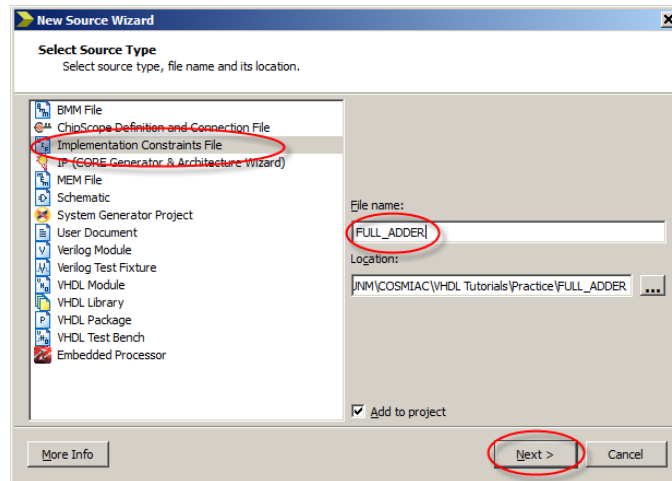 New Source Wizard
Select Source Type
Select source type, file name and its location.
BMM File
ChipScope Definition and Connection File
Implementation Constraints File
IP (CORE Generator & Architecture Wizard)
MEM File
Schematic
System Generator Project
User Document
Verilog Module
Verilog Test Fixture
VHDL Module
VHDL Library
VHDL Package
VHDL Test Bench
Embedded Processor
File name:
FULL_ADDER
Location:
JNM\COSMIAC\VHDL Tutorials\Practice\FULL_ADDER
...
Add to project
More Info
Next >
Cancel